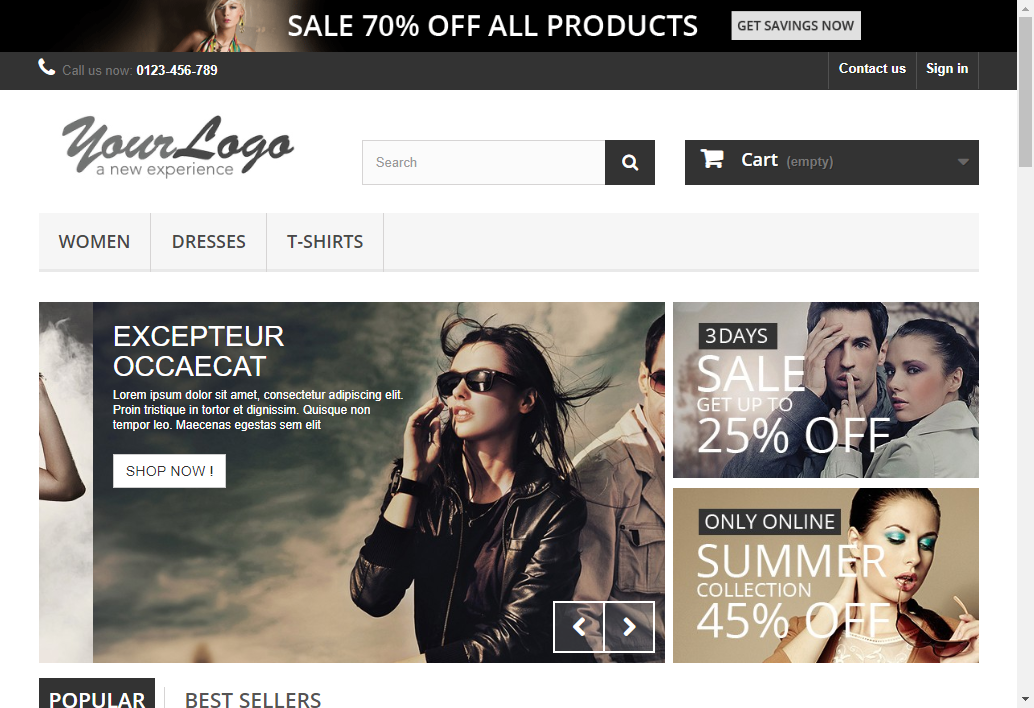 SALE 70% OFF ALL PRODUCTS
GET SAVINGS NOW
Call us now: 0123-456-789
Contact us
Sign in
YourLogo
a new experience
Search
Cart (empty)
WOMEN
DRESSES
T-SHIRTS
EXCEPTEUR
OCCAECAT
Lorem ipsum dolor sit amet, consectetur adipiscing elit.
Proin tristique in tortor et dignissim. Quisque non
tempor leo. Maecenas egestas sem elit
SHOP NOW !
3 DAYS
SALE
GET UP TO
25% OFF
ONLY ONLINE
SUMMER
COLLECTION
45% OFF
POPULAR
BEST SELLERS